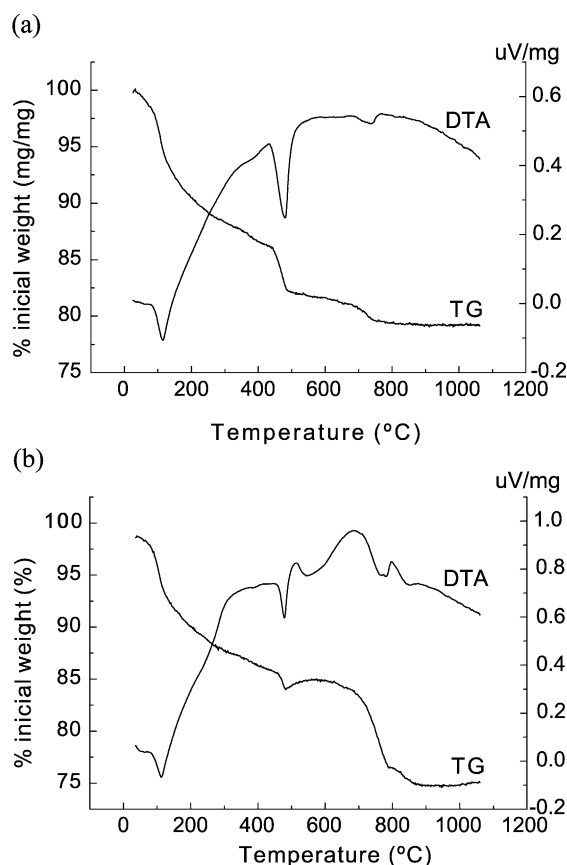 (a)
uV/mg
100
95
90
85
80
75
0.6
0.4
0.2
0.0
-0.2
DTA
TG
0 200 400 600 800 1000 1200
% inicial weight (mg/mg)
Temperature (ºC)
(b)
uV/mg
100
95
90
85
80
75
1.0
0.8
0.6
0.4
0.2
0.0
-0.2
DTA
TG
0 200 400 600 800 1000 1200
% inicial weight (%)
Temperature (ºC)